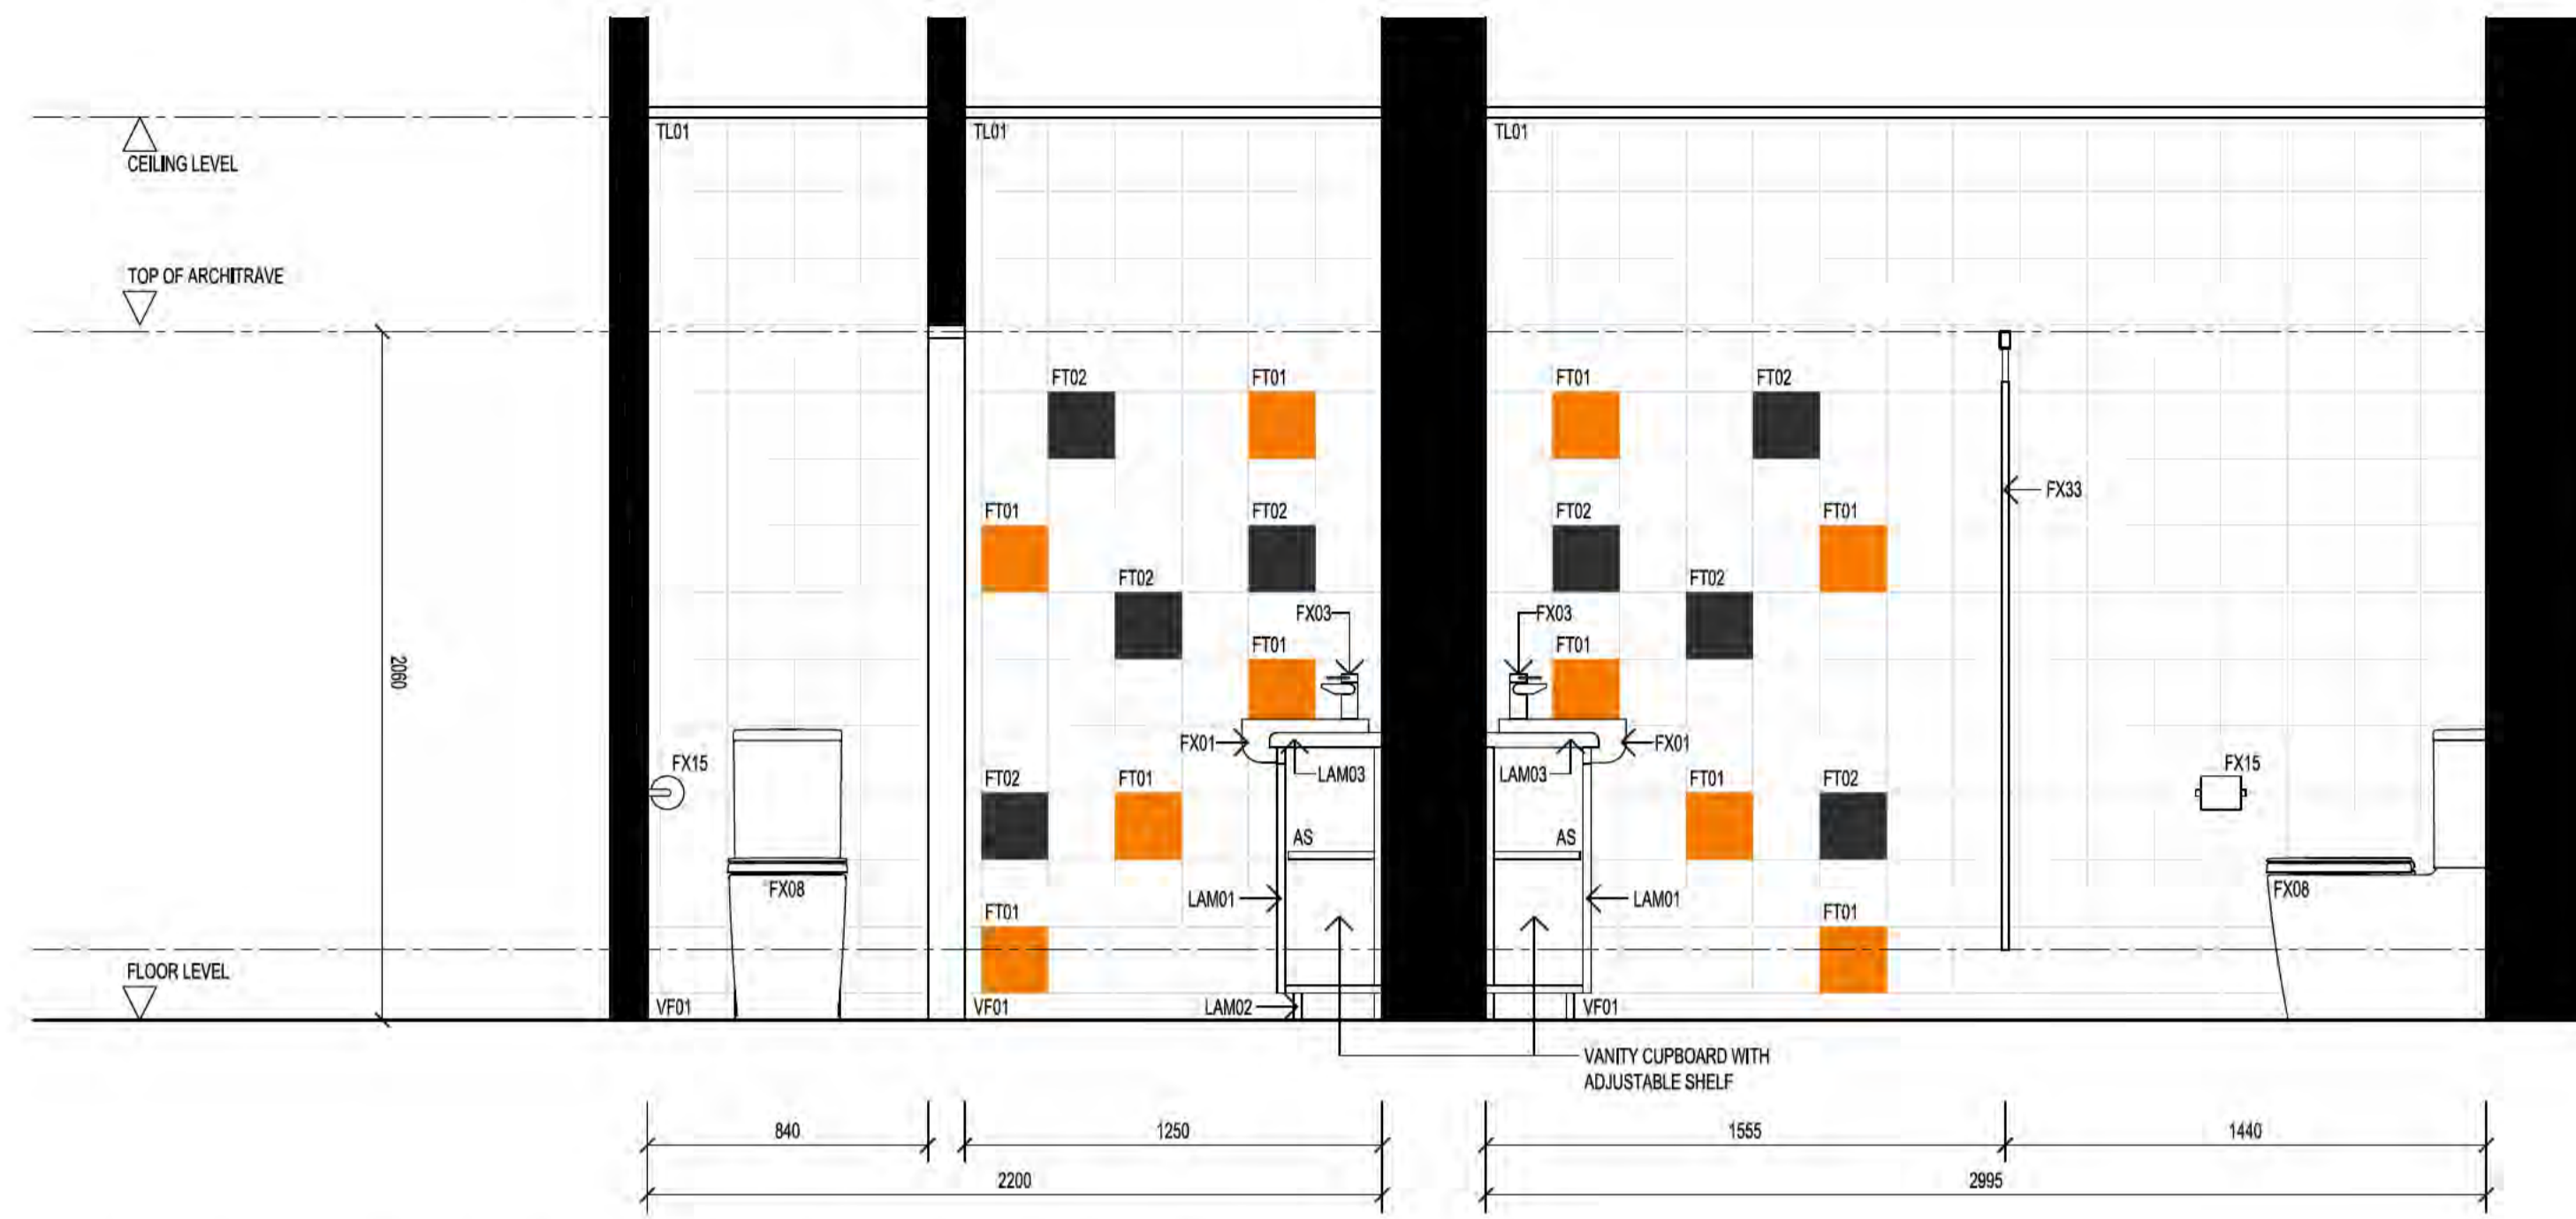 TL01
TL01
TL01
CEILING LEVEL
TOP OF ARCHITRAVE
FT02
FT01
FT01
FT02
FX33
FT01
FT02
FT02
FT01
FT02
FT02
FX03
FX03
2060
FT01
FT01
FX01
FX01
FX15
LAM03
LAM03
FX15
FT02
FT01
FT01
FT02
AS
AS
FX08
FX08
LAM01
LAM01
FT01
FT01
FLOOR LEVEL
VF01
VF01
LAM02
VF01
VANITY CUPBOARD WITH
ADJUSTABLE SHELF
840
1250
1555
1440
2200
2995